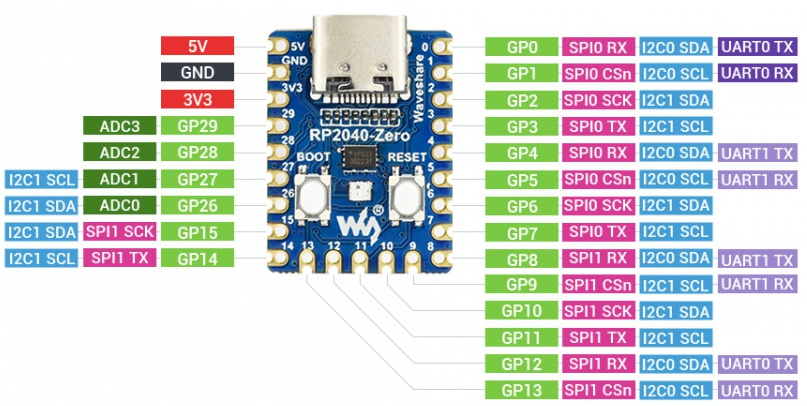 5V 5V 0 GP0 SPI0 RX I2C0 SDA UART0 TX
GND GND 1 GP1 SPI0 CSn I2C0 SCL UART0 RX
3V3 3V3 2 GP2 SPI0 SCK I2C1 SDA
Waveshare
ADC3 GP29 29 3 GP3 SPI0 TX I2C1 SCL
RP2040-Zero
ADC2 GP28 28 4 GP4 SPI0 RX I2C0 SDA UART1 TX
BOOT RESET
I2C1 SCL ADC1 GP27 27 5 GP5 SPI0 CSn I2C0 SCL UART1 RX
I2C1 SDA ADC0 GP26 26 6 GP6 SPI0 SCK I2C1 SDA
I2C1 SDA SPI1 SCK GP15 15 7 GP7 SPI0 TX I2C1 SCL
I2C1 SCL SPI1 TX GP14 14 13 12 11 10 9 8 GP8 SPI1 RX I2C0 SDA UART1 TX
GP9 SPI1 CSn I2C1 SCL UART1 RX
GP10 SPI1 SCK I2C1 SDA
GP11 SPI1 TX I2C1 SCL
GP12 SPI1 RX I2C0 SDA UART0 TX
GP13 SPI1 CSn I2C0 SCL UART0 RX